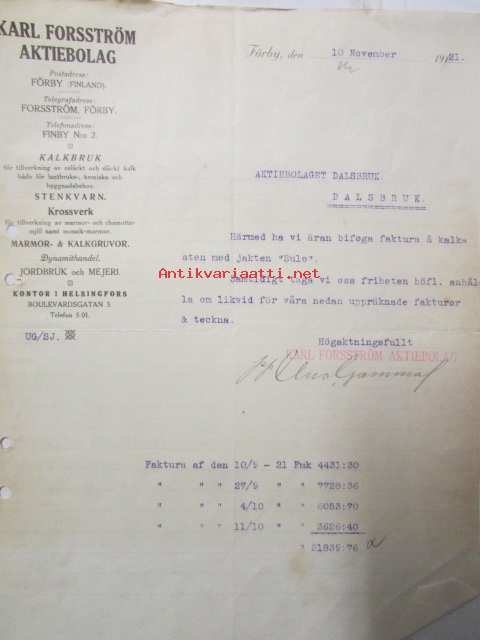 KARL FORSSTRÖM
AKTIEBOLAG
Postadress:
FÖRBY (FINLAND).
Telegrafadress:
FORSSTRÖM, FÖRBY.
Telefonadress:
FINBY N:o 2.
KALKBRUK
för tillverkning av osläckt och släckt kalk
både för lantbruks-, kemiska och
byggnadsbehov.
STENKVARN.
Krossverk
för tillverkning av marmor- och chamotte-
mjöl samt mosaik-marmor.
MARMOR- & KALKGRUVOR.
Dynamithandel.
JORDBRUK och MEJERI.
KONTOR I HELSINGFORS
BOULEVARDSGATAN 5
Telefon 5 01.
UG/SJ.
Förby, den 10 November 1921.
AKTIEBOLAGET DALSBRUK.
DALSBRUK.
Härmed ha vi äran bifoga faktura å kalks
sten med jakten "Sulo".
Antikvariaatti.net
Samtidigt taga vi oss friheten höfl. anhål
la om likvid för våra nedan uppräknade fakturor
& teckna.
Högaktningsfullt
KARL FORSSTRÖM AKTIEBOLAG
Faktura af den 10/9 - 21 Fmk 4431:30
" " " 27/9 " " 7728:36
" " " 4/10 " " 6053:70
" " " 11/10 " " 3626:40
" 21839:76